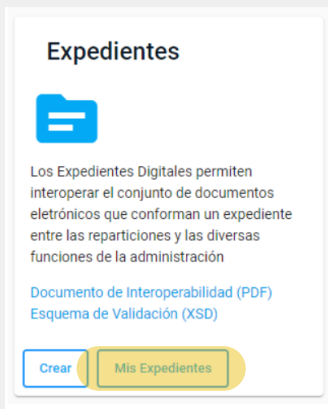 Expedientes
Los Expedientes Digitales permiten
interoperar el conjunto de documentos
eletrónicos que conforman un expediente
entre las reparticiones y las diversas
funciones de la administración
Documento de Interoperabilidad (PDF)
Esquema de Validación (XSD)
Crear Mis Expedientes